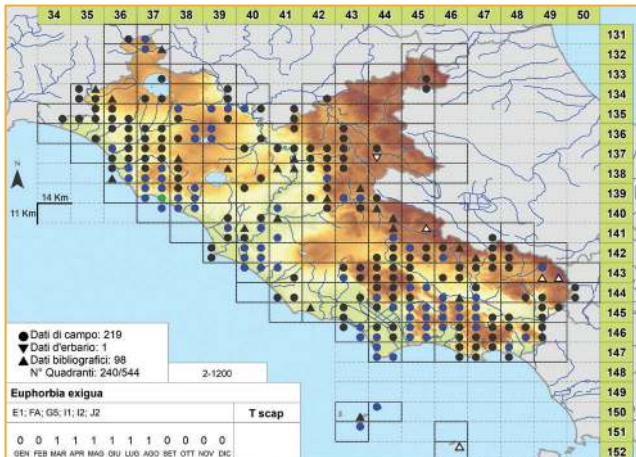 34 35 36 37 38 39 40 41 42 43 44 45 46 47 48 49 50
131
132
133
134
135
136
137
138
139
140
141
142
143
144
145
146
147
148
149
150
151
152
N
14 Km
11 Km
Dati di campo: 219
Dati d'erbario: 1
Dati bibliografici: 98
N° Quadranti: 240/544
2-1200
Euphorbia exigua
E1; FA; G5; I1; I2; J2
T scap
0 0 1 1 1 1 1 1 0 0 0 0
GEN FEB MAR APR MAG GIU LUG AGO SET OTT NOV DIC